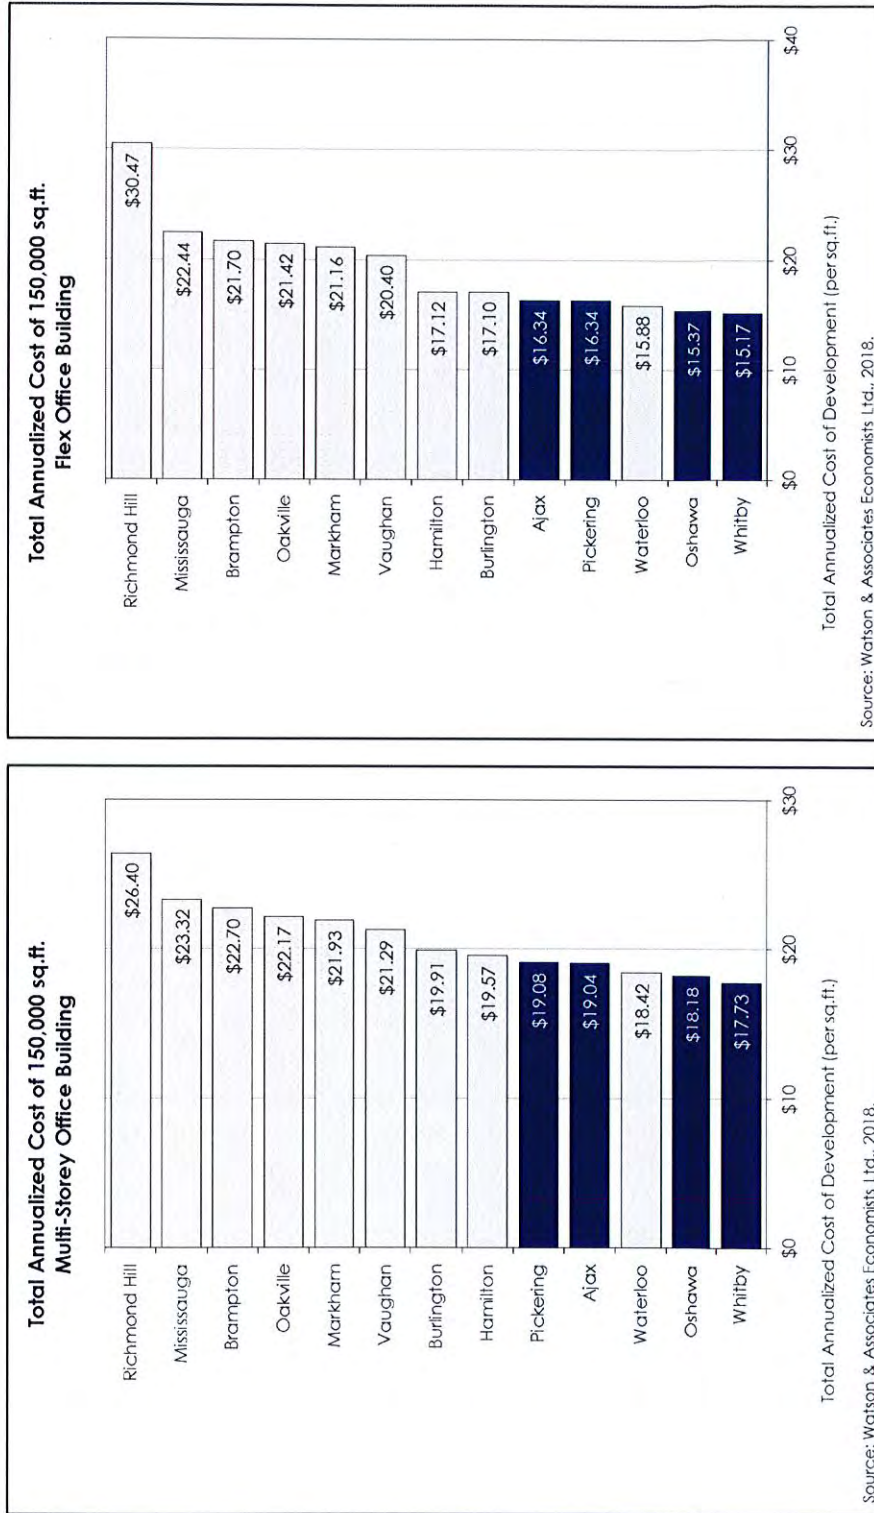 Total Annualized Cost of 150,000 sq.ft.
Multi-Storey Office Building
Richmond Hill $26.40
Mississauga $23.32
Brampton $22.70
Oakville $22.17
Markham $21.93
Vaughan $21.29
Burlington $19.91
Hamilton $19.57
Pickering $19.08
Ajax $19.04
Waterloo $18.42
Oshawa $18.18
Whitby $17.73
$0 $10 $20 $30
Total Annualized Cost of Development (per sq.ft.)
Source: Watson & Associates Economists Ltd., 2018.
Total Annualized Cost of 150,000 sq.ft.
Flex Office Building
Richmond Hill $30.47
Mississauga $22.44
Brampton $21.70
Oakville $21.42
Markham $21.16
Vaughan $20.40
Hamilton $17.12
Burlington $17.10
Ajax $16.34
Pickering $16.34
Waterloo $15.88
Oshawa $15.37
Whitby $15.17
$0 $10 $20 $30 $40
Total Annualized Cost of Development (per sq.ft.)
Source: Watson & Associates Economists Ltd., 2018.